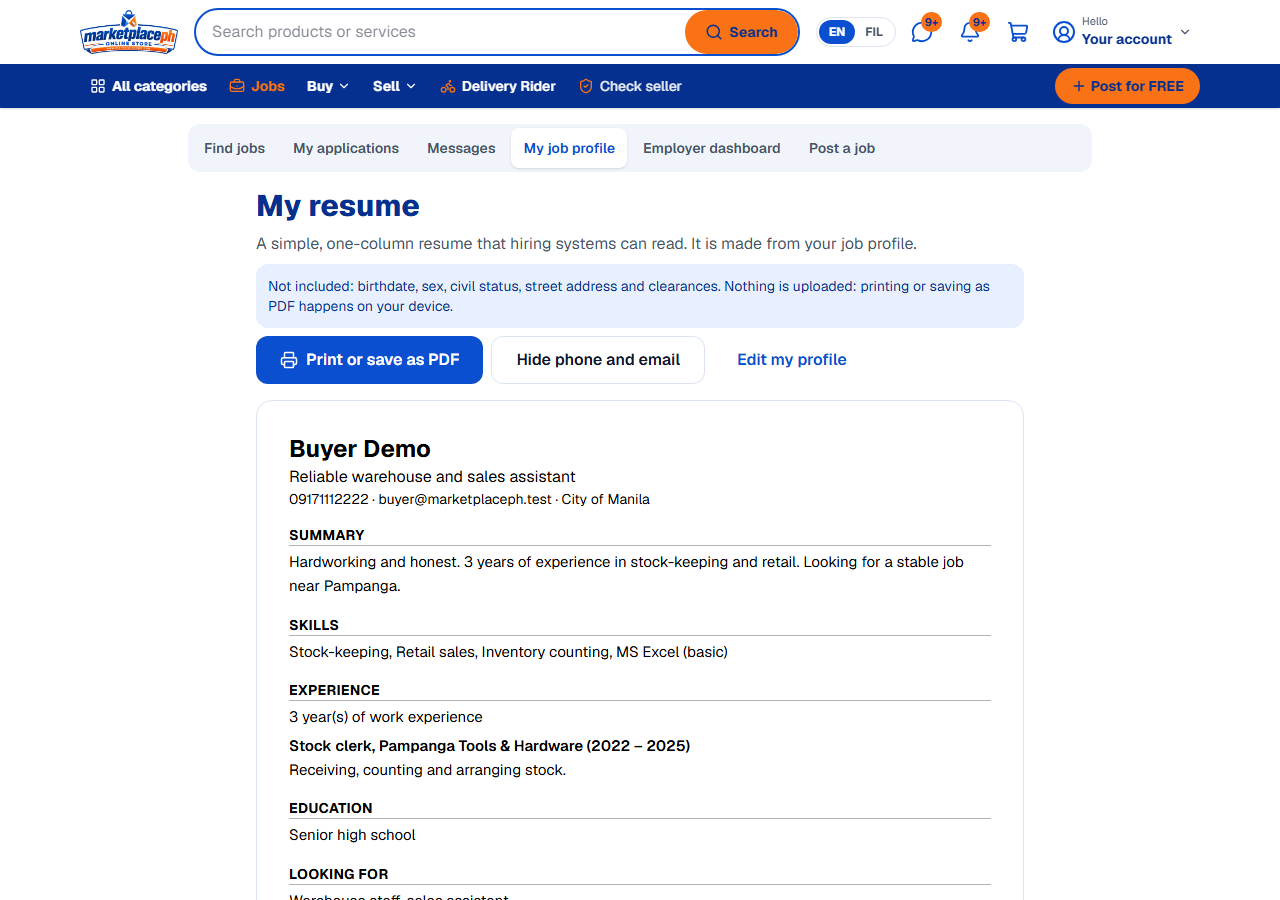 marketplaceph
ONLINE STORE
Search products or services
Search
EN FIL
9+
9+
Hello
Your account
All categories
Jobs
Buy
Sell
Delivery Rider
Check seller
Post for FREE
Find jobs
My applications
Messages
My job profile
Employer dashboard
Post a job
My resume
A simple, one-column resume that hiring systems can read. It is made from your job profile.
Not included: birthdate, sex, civil status, street address and clearances. Nothing is uploaded: printing or saving as
PDF happens on your device.
Print or save as PDF
Hide phone and email
Edit my profile
Buyer Demo
Reliable warehouse and sales assistant
09171112222 · buyer@marketplaceph.test · City of Manila
SUMMARY
Hardworking and honest. 3 years of experience in stock-keeping and retail. Looking for a stable job
near Pampanga.
SKILLS
Stock-keeping, Retail sales, Inventory counting, MS Excel (basic)
EXPERIENCE
3 year(s) of work experience
Stock clerk, Pampanga Tools & Hardware (2022 – 2025)
Receiving, counting and arranging stock.
EDUCATION
Senior high school
LOOKING FOR
Warehouse staff, sales assistant